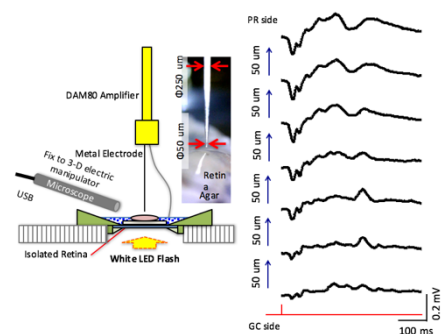 DAM80 Amplifier
Metal Electrode
Fix to 3-D electric
manipulator
Microscope
USB
Isolated Retina
White LED Flash
Φ250 um
Φ50 um
Retin
a
Agar
PR side
50 um
50 um
50 um
50 um
50 um
50 um
GC side
0.2 mV
100 ms